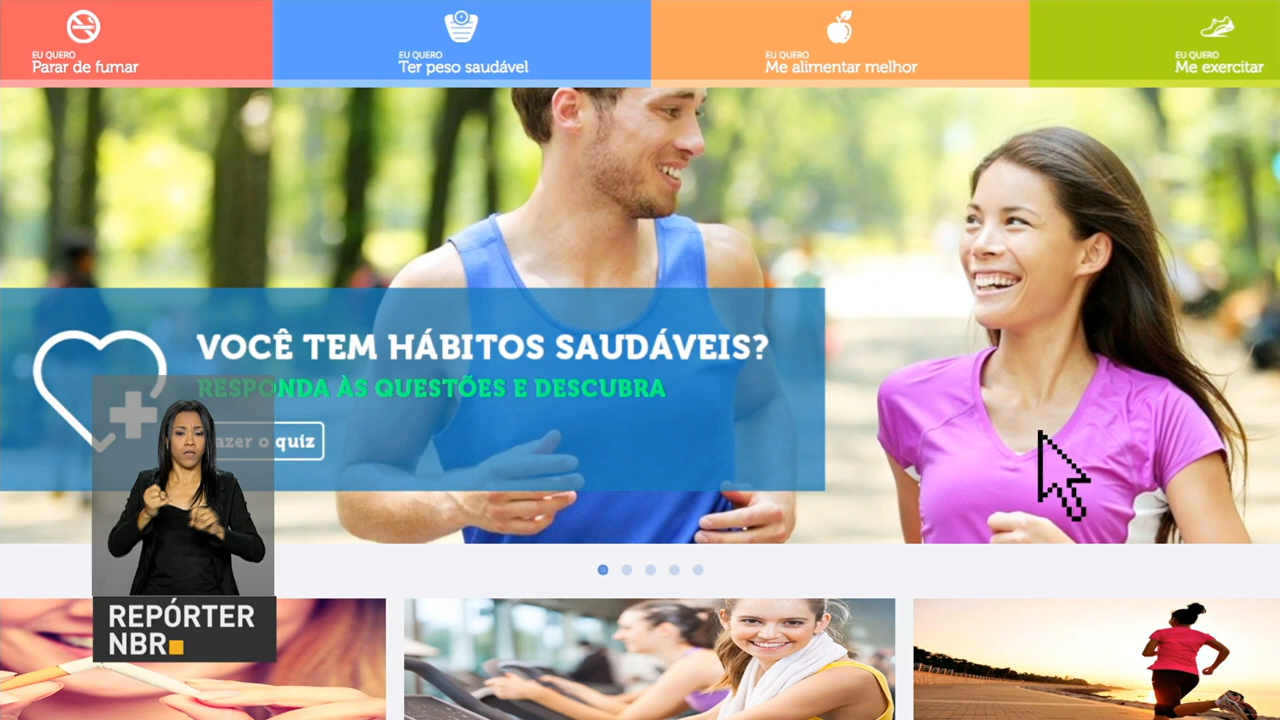 EU QUERO
Parar de fumar
EU QUERO
Ter peso saudável
EU QUERO
Me alimentar melhor
EU QUERO
Me exercitar
VOCÊ TEM HÁBITOS SAUDÁVEIS?
RESPONDA ÀS QUESTÕES E DESCUBRA
azer o quiz
REPÓRTER
NBR